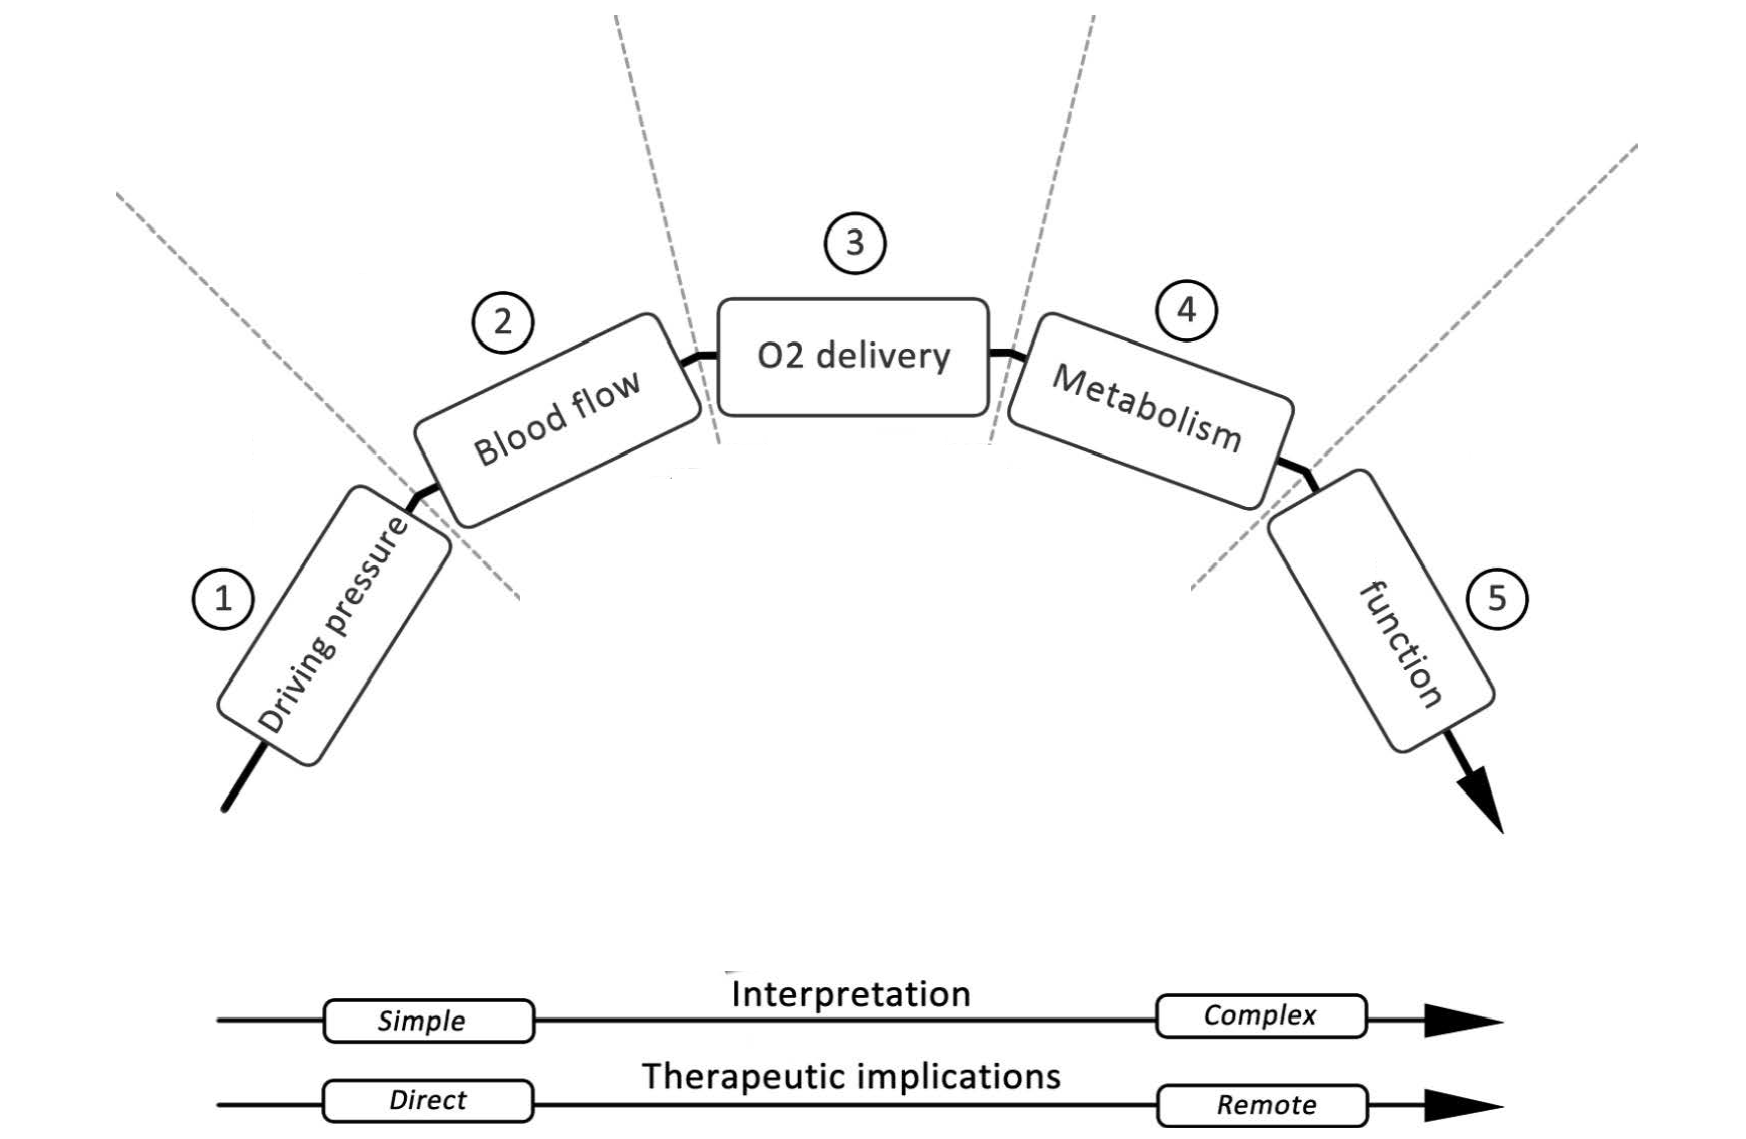 1
Driving pressure
2
Blood flow
3
O2 delivery
4
Metabolism
5
function
Interpretation
Simple
Complex
Therapeutic implications
Direct
Remote